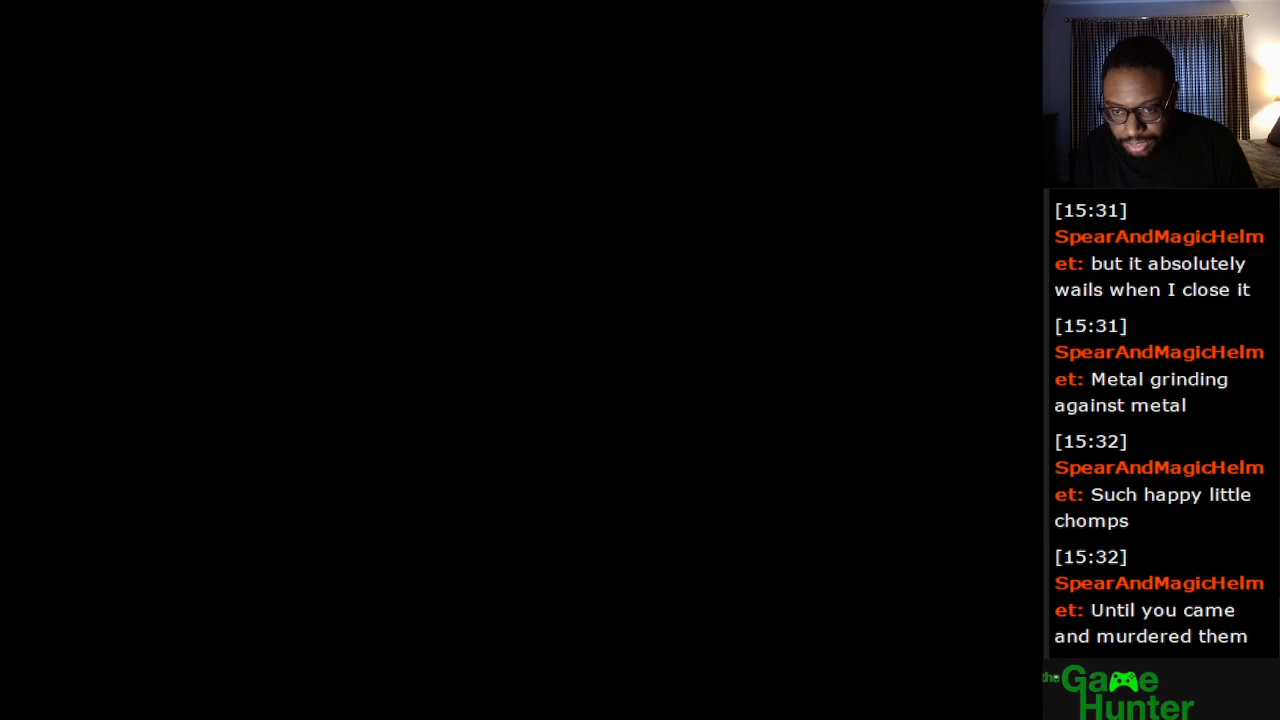 [15:31]
SpearAndMagicHelm
et: but it absolutely
wails when I close it
[15:31]
SpearAndMagicHelm
et: Metal grinding
against metal
[15:32]
SpearAndMagicHelm
et: Such happy little
chomps
[15:32]
SpearAndMagicHelm
et: Until you came
and murdered them
the Game
Hunter